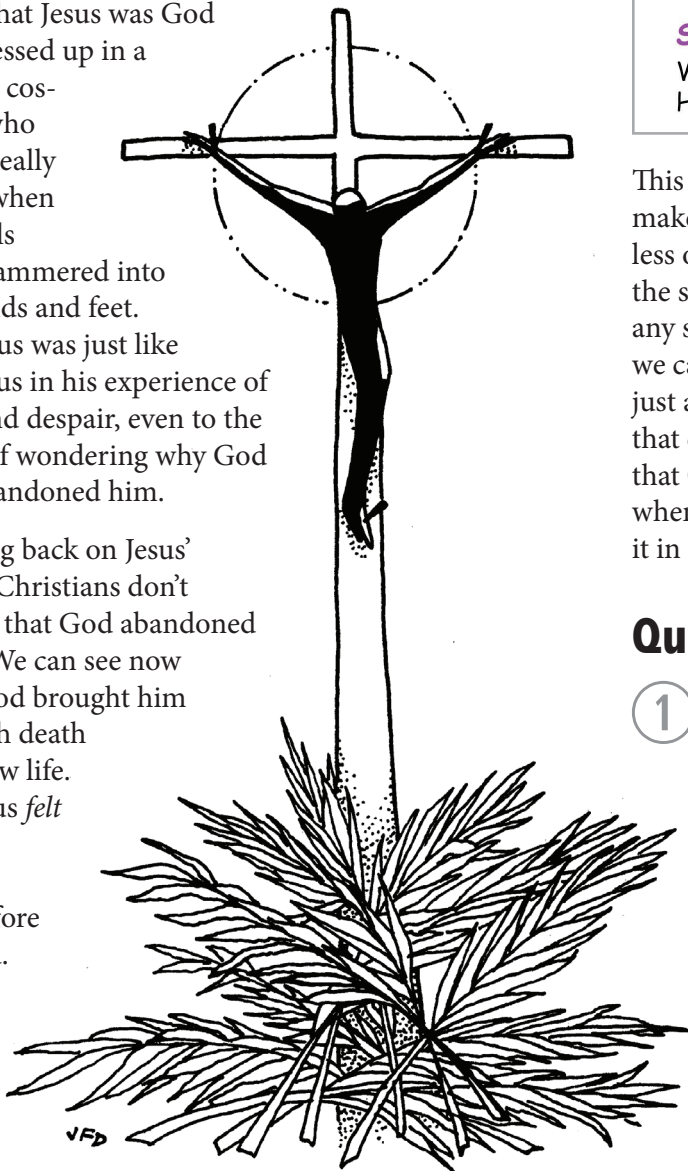 hat Jesus was God
essed up in a
cos-
ho
eally
when
ls
ammered into
ds and feet.
us was just like
us in his experience of
nd despair, even to the
f wondering why God
andoned him.
g back on Jesus’
Christians don’t
that God abandoned
We can see now
od brought him
h death
w life.
us felt
fore
.
JFD
S
W
H
This
make
less o
the s
any s
we ca
just a
that
that
when
it in
Qu
1